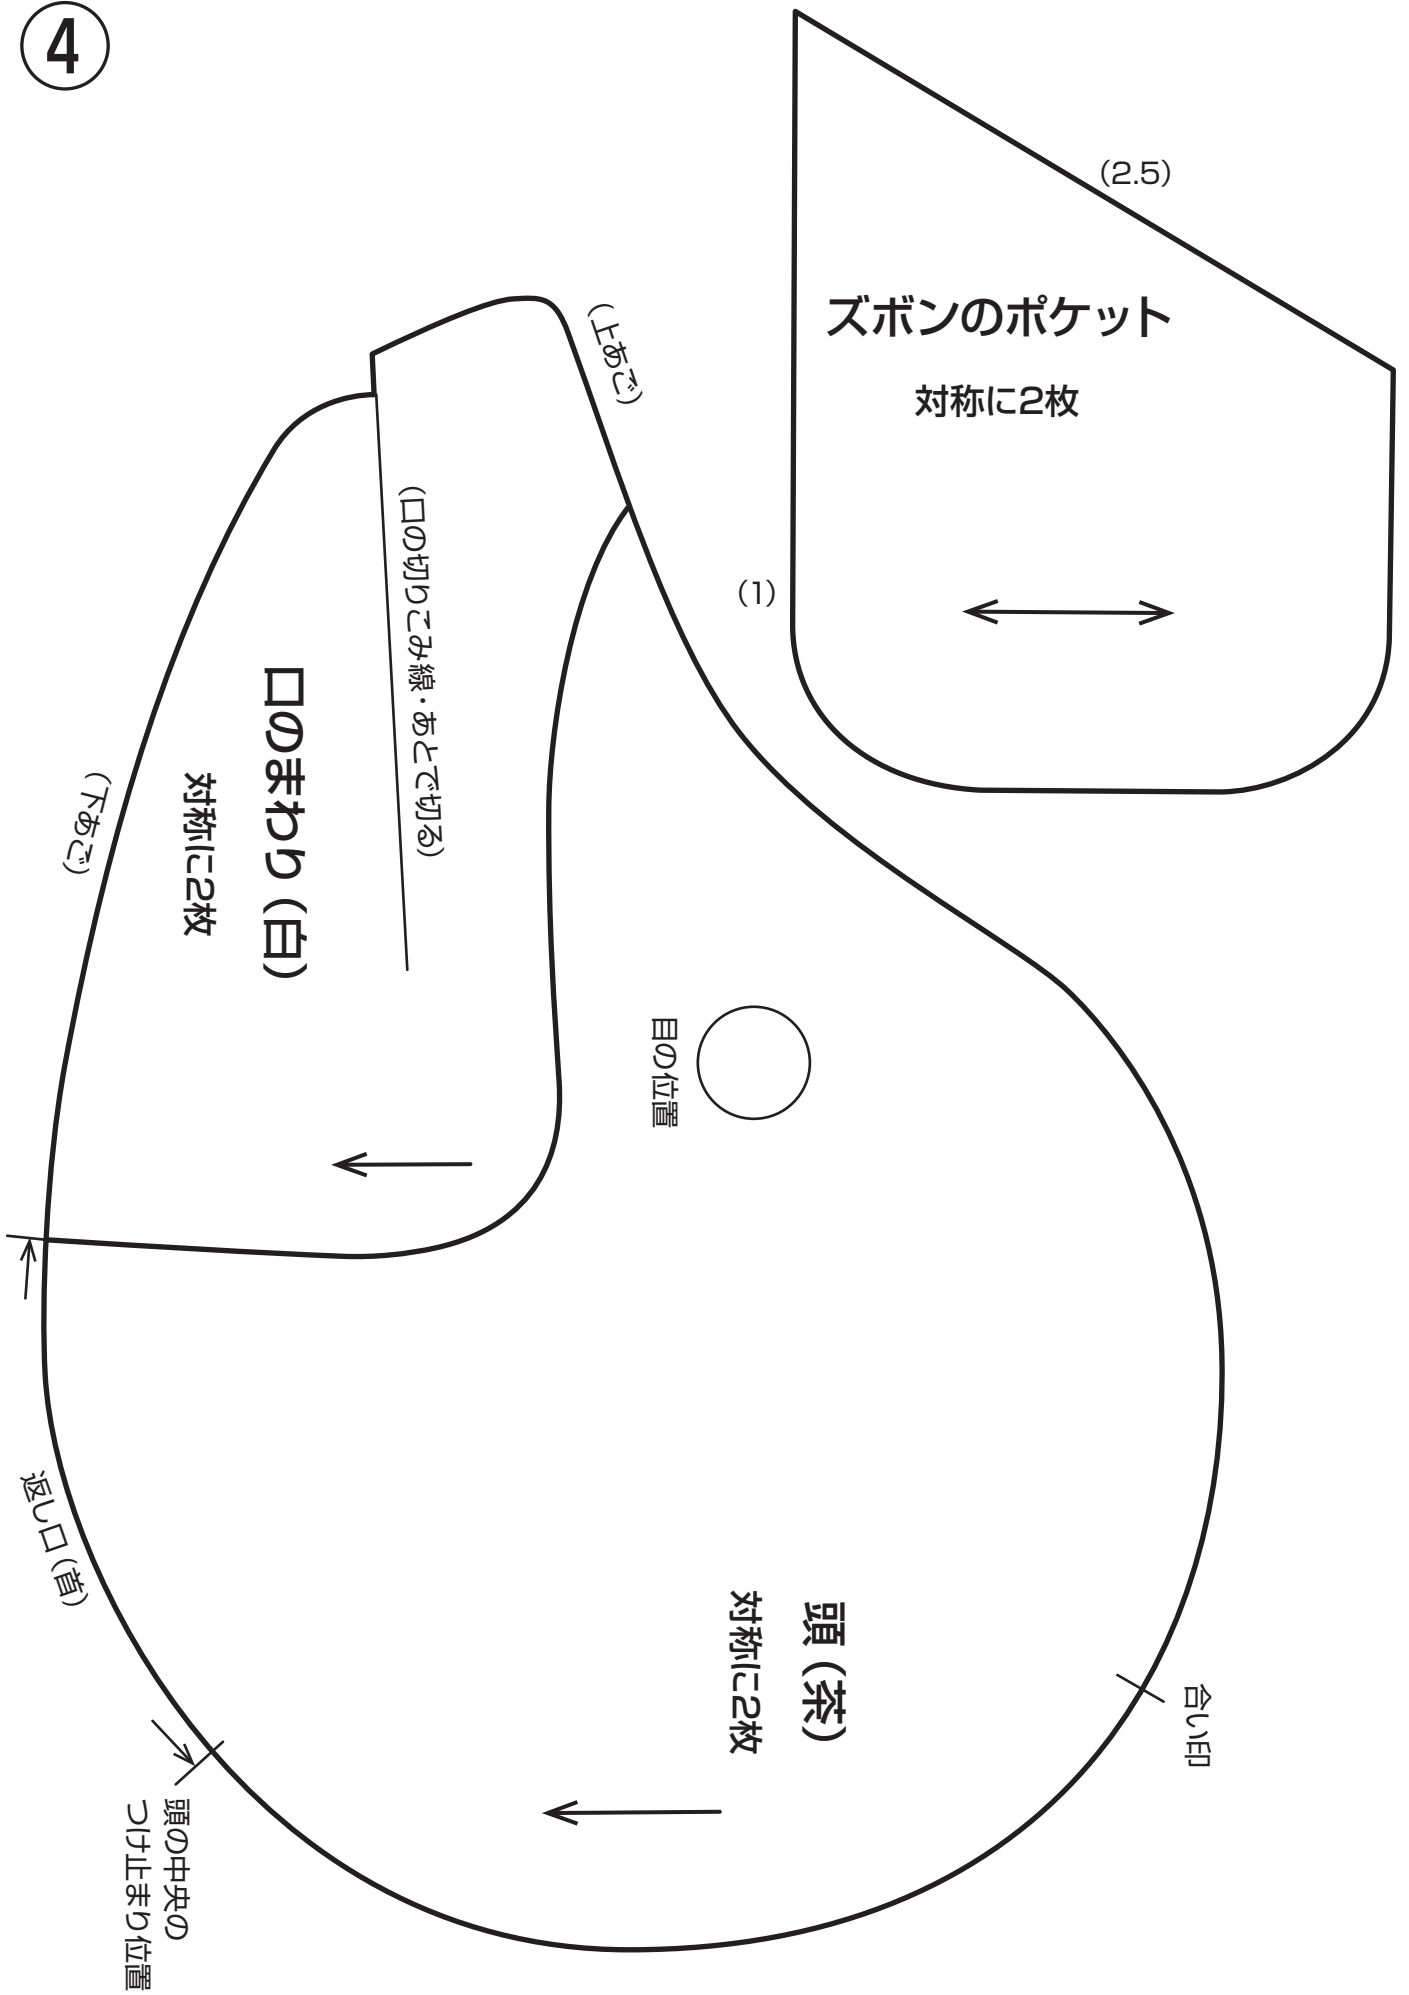 4
(2.5)
ズボンのポケット
対称に2枚
(1)
(上あご)
(口の切りこみ線・あとで切る)
口のまわり(白)
対称に2枚
(下あご)
目の位置
返し口(首)
頭(茶)
対称に2枚
合い印
頭の中央の
つけ止まり位置